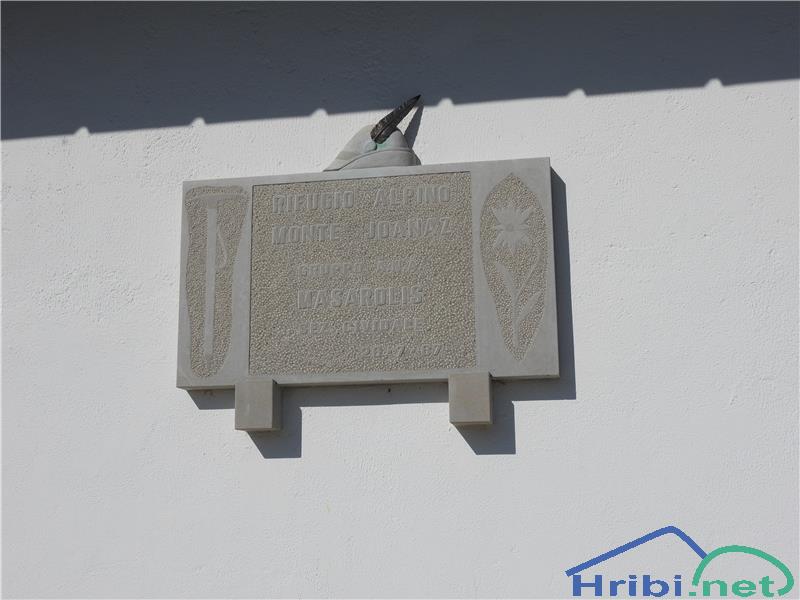 RIFUGIO ALPINO
MONTE JOANAZ
GRUPPO
MASAROLIS
SEZ. CIVIDALE
Hribi.net